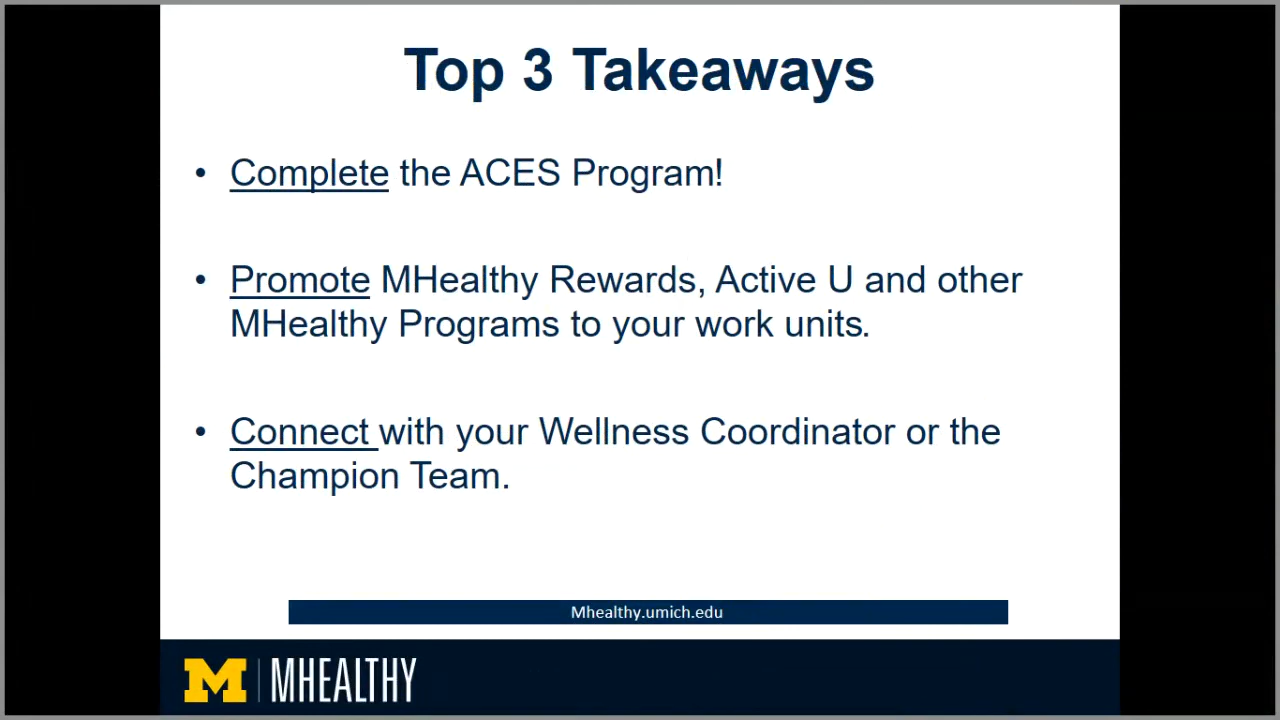 Top 3 Takeaways
• Complete the ACES Program!
• Promote MHealthy Rewards, Active U and other
MHealthy Programs to your work units.
• Connect with your Wellness Coordinator or the
Champion Team.
Mhealthy.umich.edu
M | MHEALTHY